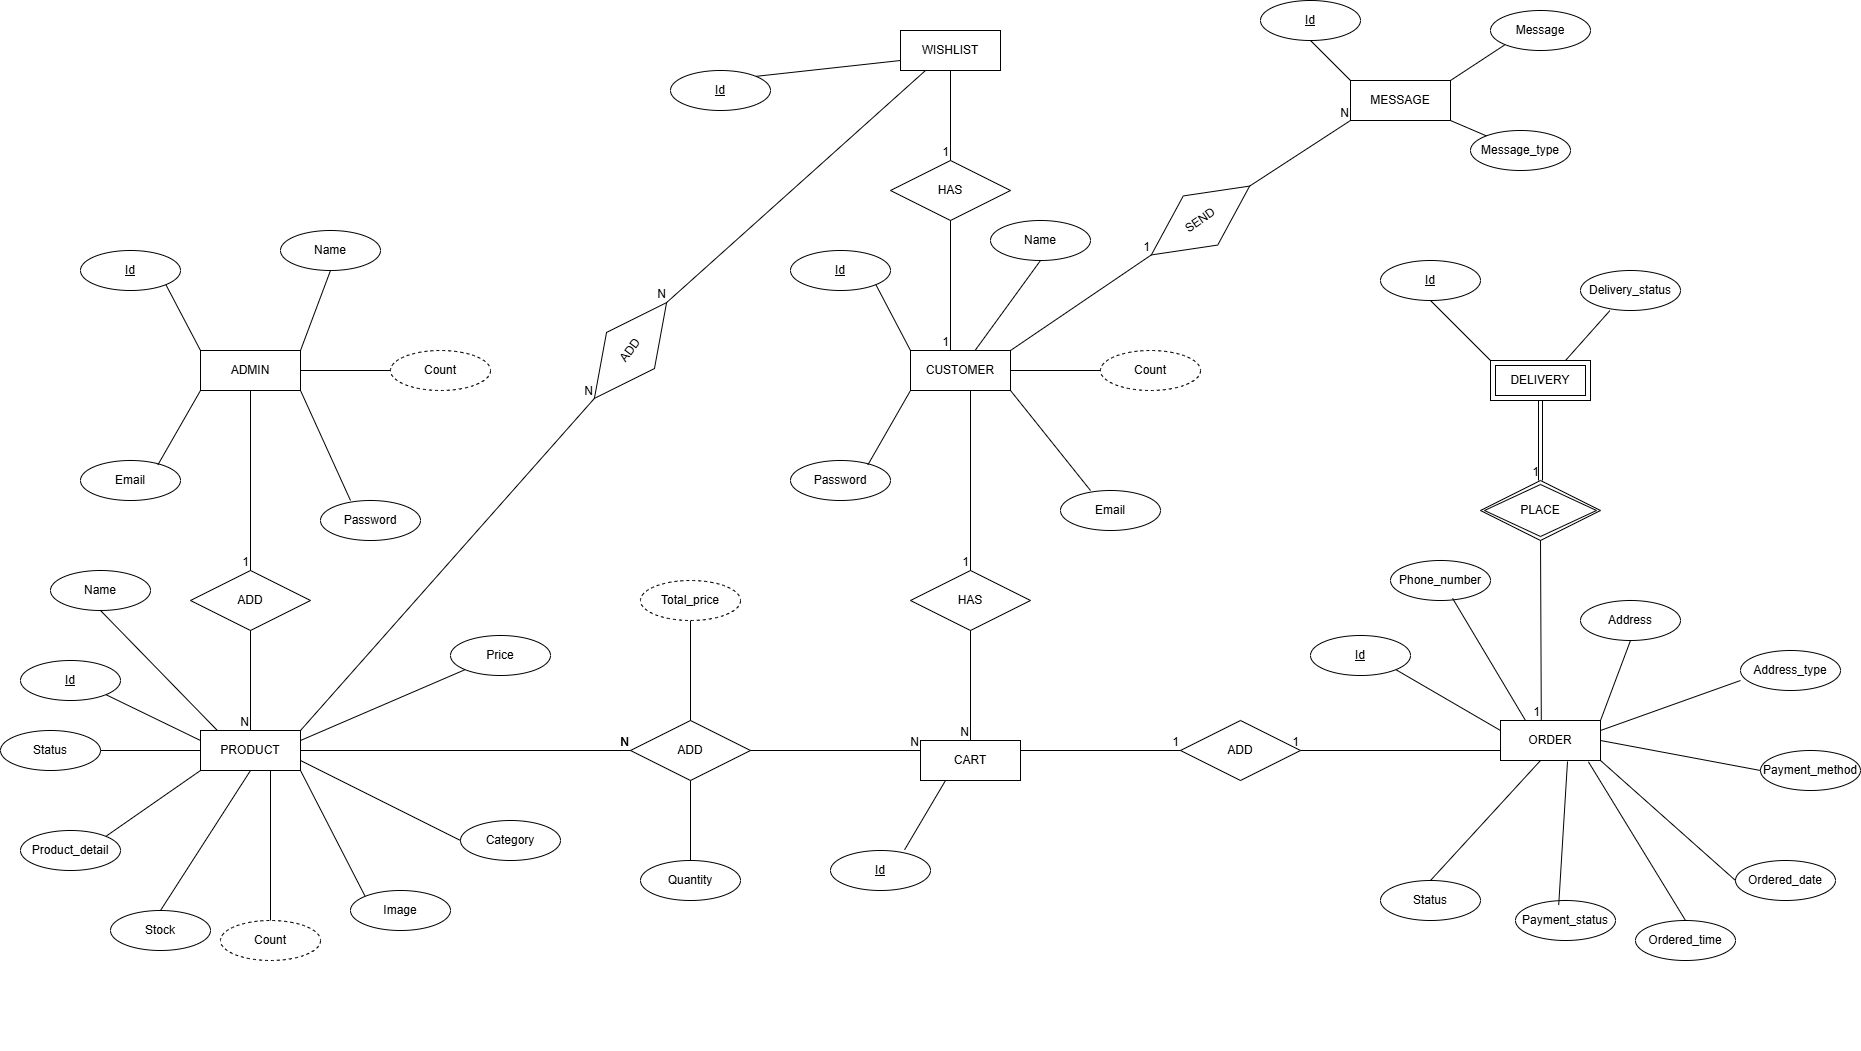 Id
Message
WISHLIST
Id
MESSAGE
N
Message_type
1
HAS
SEND
Name
Name
1
Id
Id
Id
Delivery_status
N
1
ADD
ADMIN
Count
CUSTOMER
Count
DELIVERY
N
1
Email
Password
PLACE
Email
Password
1
1
Phone_number
Name
ADD
Total_price
HAS
Address
Price
Id
Address_type
Id
1
N
N
N
N
1
1
ORDER
Status
PRODUCT
ADD
CART
ADD
Payment_method
Category
Product_detail
Id
Quantity
Ordered_date
Status
Image
Payment_status
Stock
Count
Ordered_time